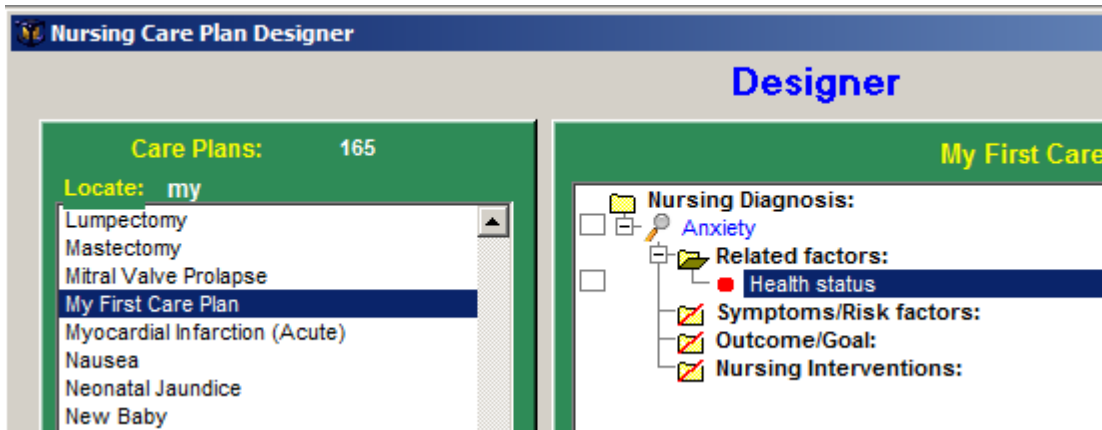 Nursing Care Plan Designer
Designer
Care Plans: 165
Locate: my
Lumpectomy
Mastectomy
Mitral Valve Prolapse
My First Care Plan
Myocardial Infarction (Acute)
Nausea
Neonatal Jaundice
New Baby
My First Care
Nursing Diagnosis:
Anxiety
Related factors:
Health status
Symptoms/Risk factors:
Outcome/Goal:
Nursing Interventions: